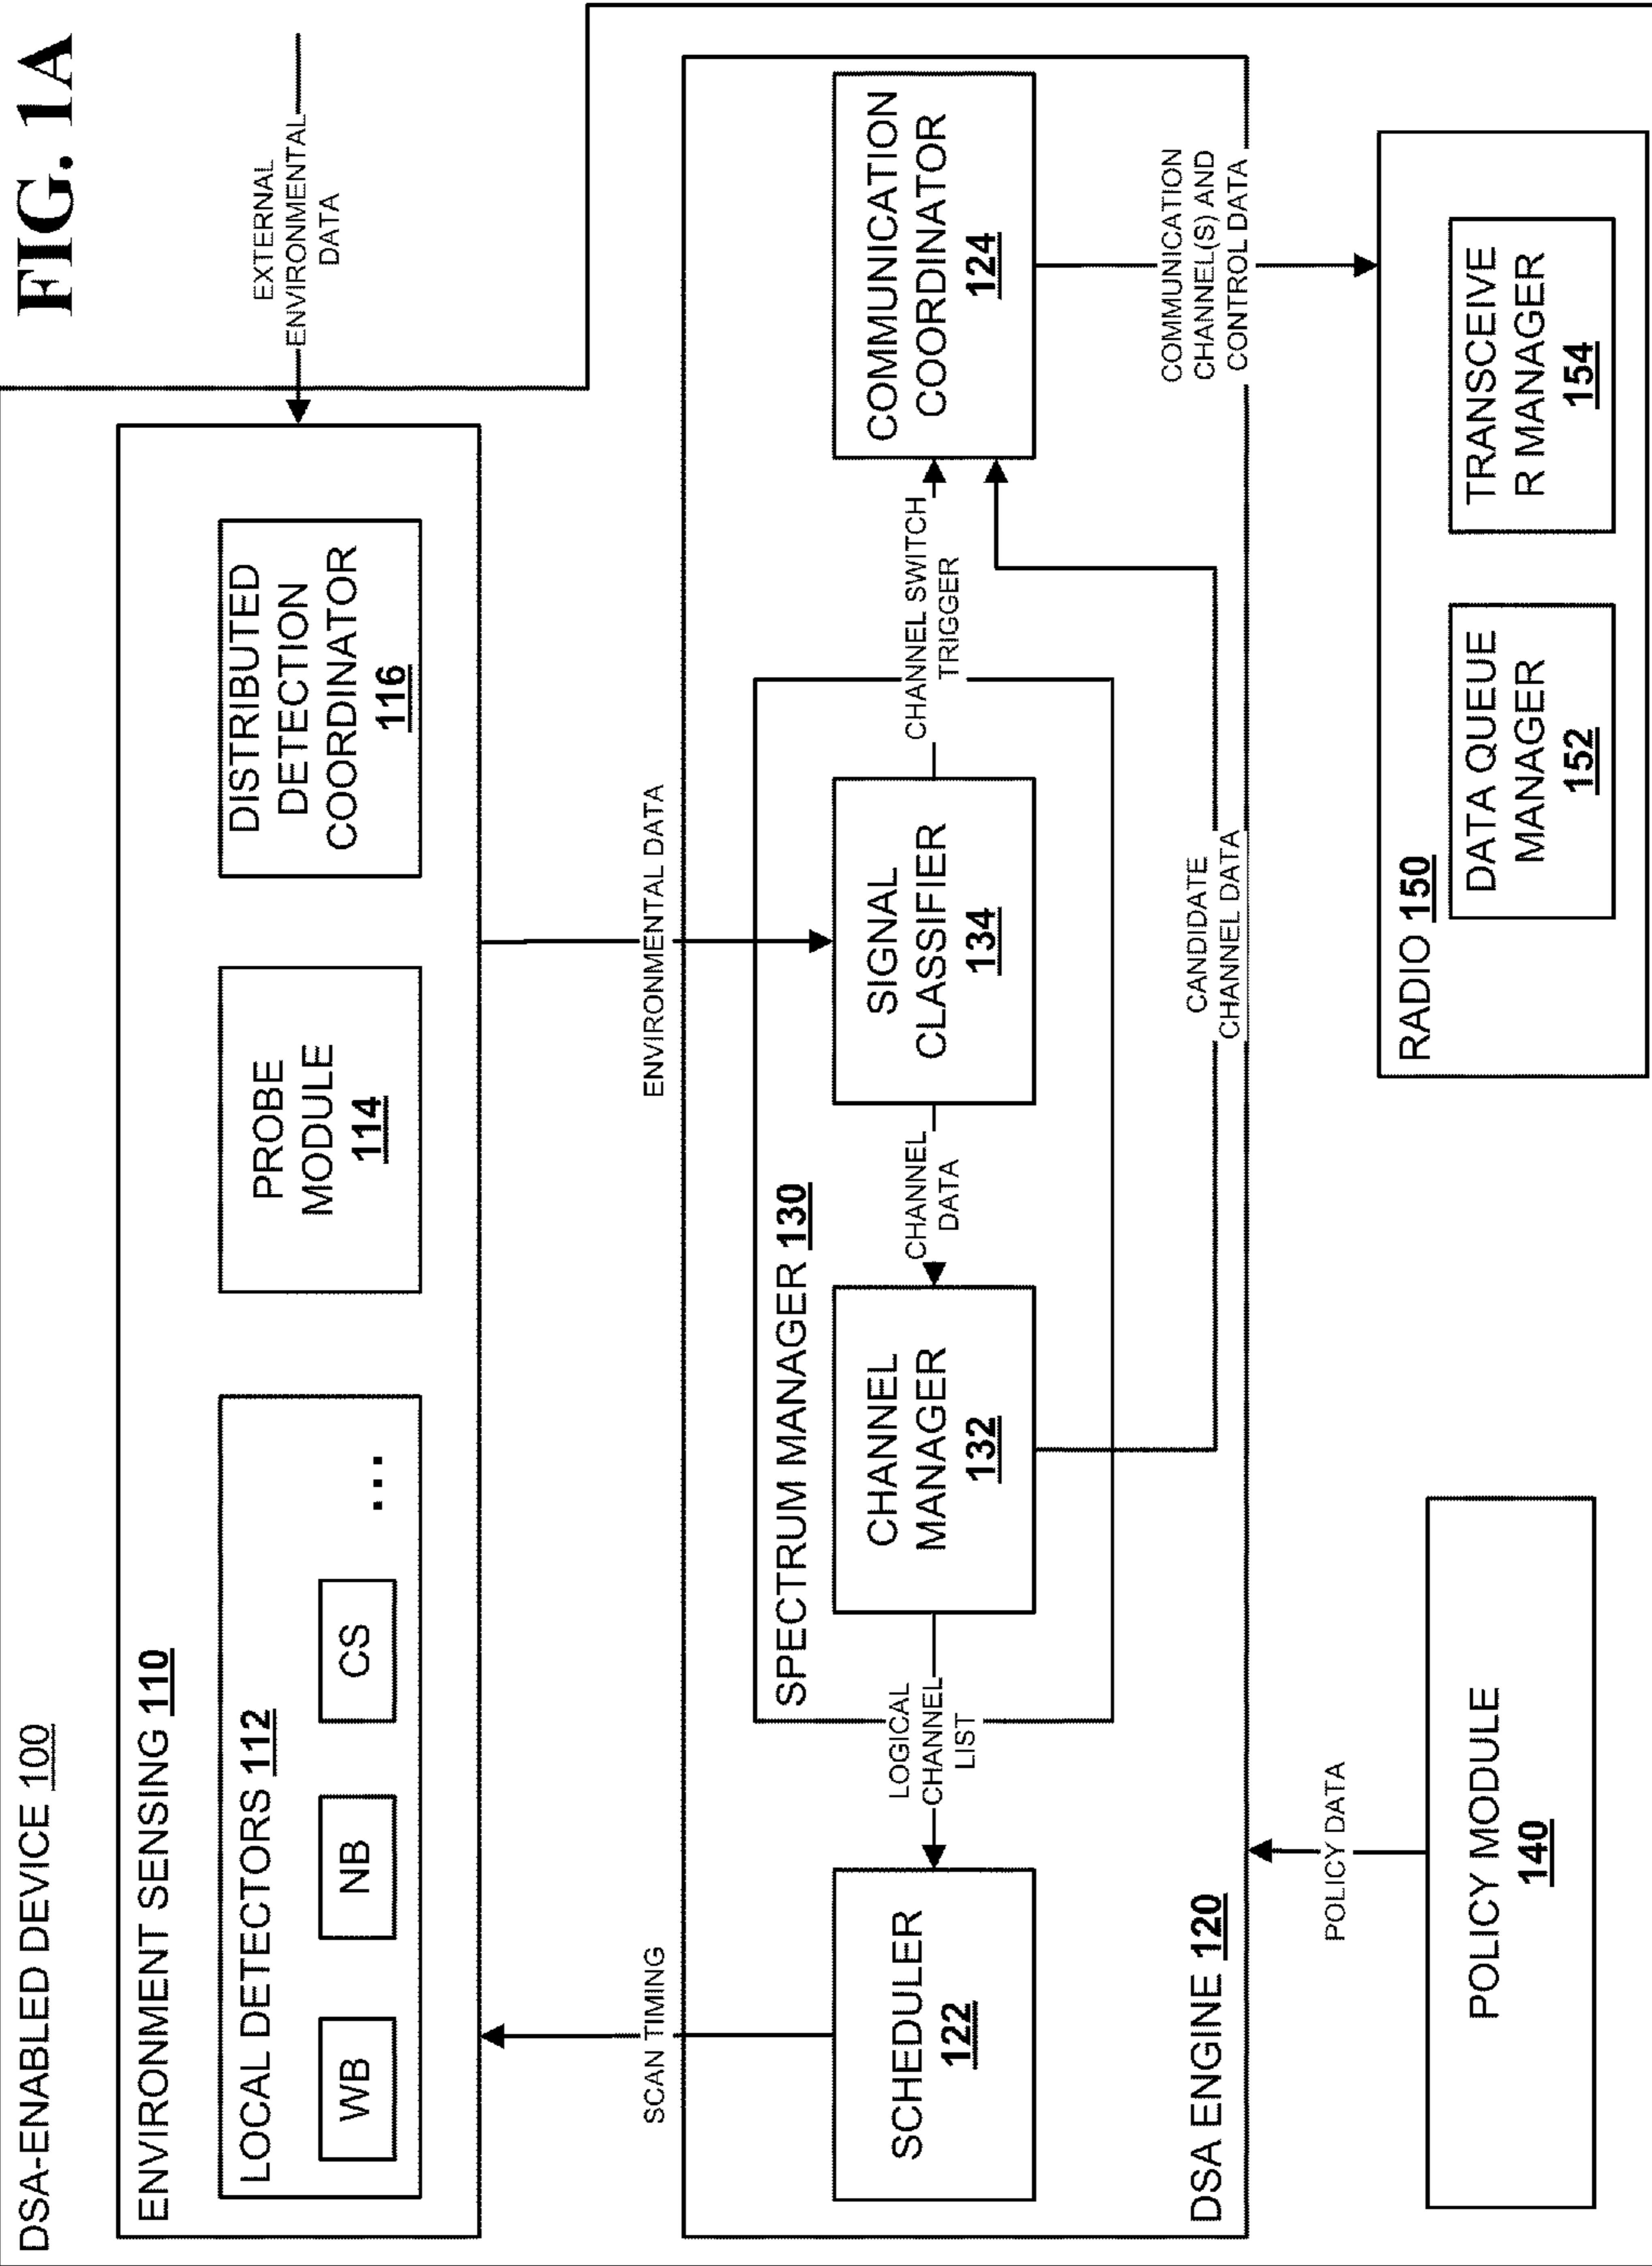 FIG. 1A
DSA-ENABLED DEVICE 100
EXTERNAL
ENVIRONMENTAL
DATA
ENVIRONMENT SENSING 110
LOCAL DETECTORS 112
WB
NB
CS
...
PROBE
MODULE
114
DISTRIBUTED
DETECTION
COORDINATOR
116
SCAN TIMING
ENVIRONMENTAL DATA
SPECTRUM MANAGER 130
SCHEDULER
122
LOGICAL
CHANNEL
LIST
CHANNEL
MANAGER
132
CHANNEL
DATA
SIGNAL
CLASSIFIER
134
CHANNEL SWITCH
TRIGGER
COMMUNICATION
COORDINATOR
124
CANDIDATE
CHANNEL DATA
DSA ENGINE 120
COMMUNICATION
CHANNEL(S) AND
CONTROL DATA
POLICY DATA
POLICY MODULE
140
RADIO 150
DATA QUEUE
MANAGER
152
TRANSCEIVE
R MANAGER
154